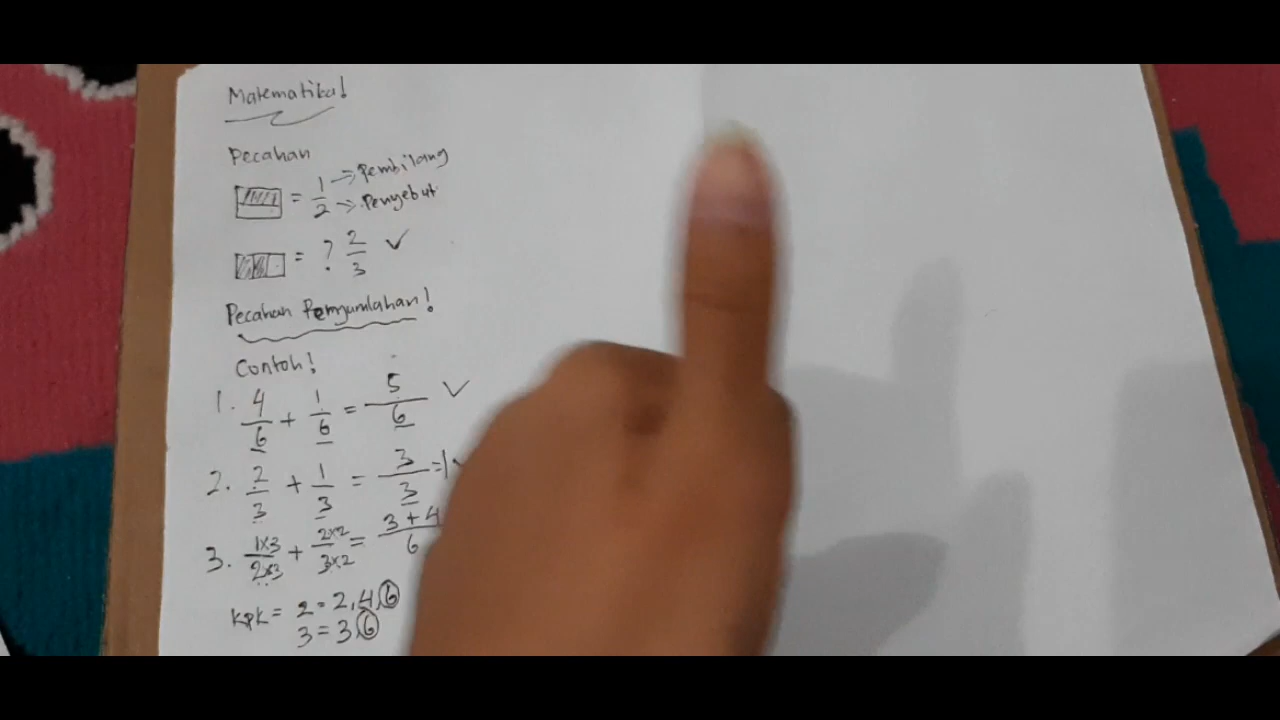 Matematika!
Pecahan
= 1/2 → Pembilang
→ Penyebut
= ? 2/3 ✓
Pecahan Penjumlahan!
Contoh!
1. 4/6 + 1/6 = 5/6 ✓
2. 2/3 + 1/3 = 3/3 = 1
3. 1x3/2x3 + 2x2/3x2 = 3+4/6
KPK = 2 = 2,4,6
3 = 3,6